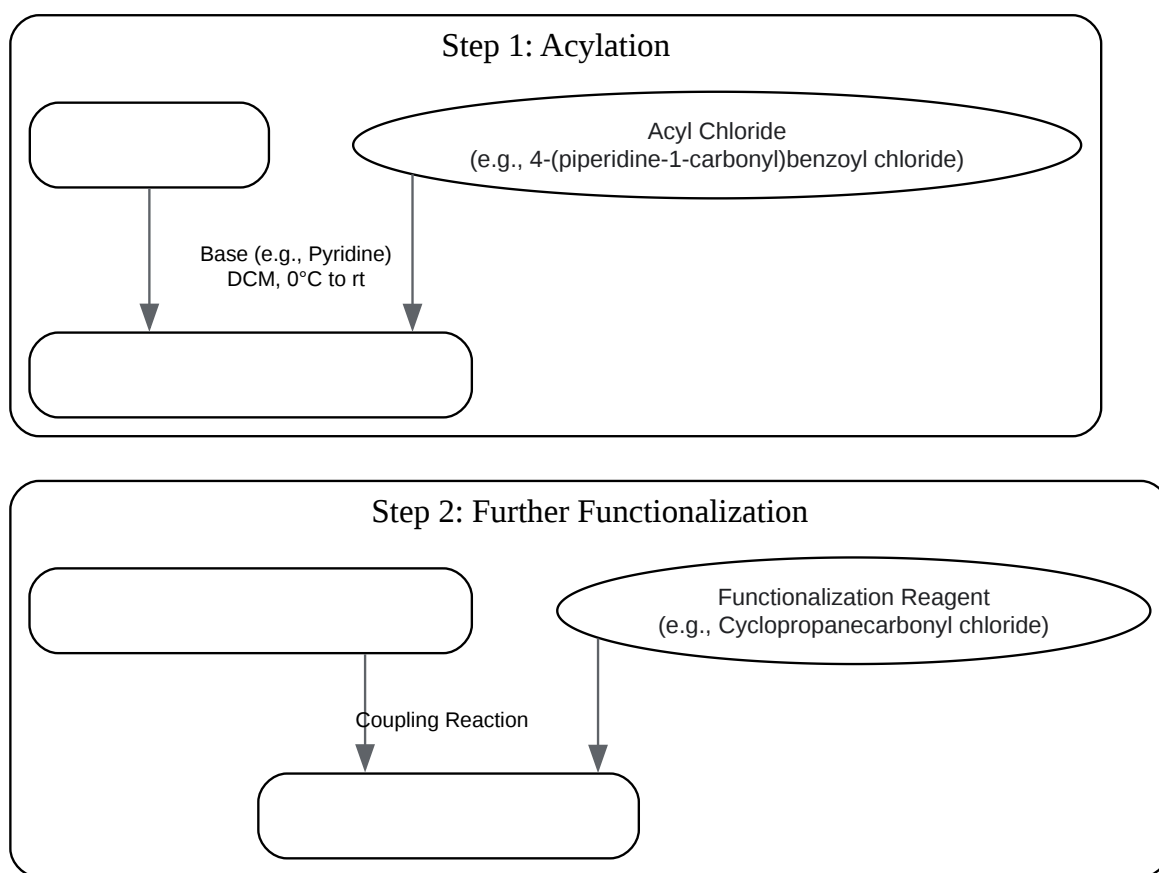 Step 1: Acylation
Acyl Chloride
(e.g., 4-(piperidine-1-carbonyl)benzoyl chloride)
Base (e.g., Pyridine)
DCM, 0°C to rt
Step 2: Further Functionalization
Functionalization Reagent
(e.g., Cyclopropanecarbonyl chloride)
Coupling Reaction